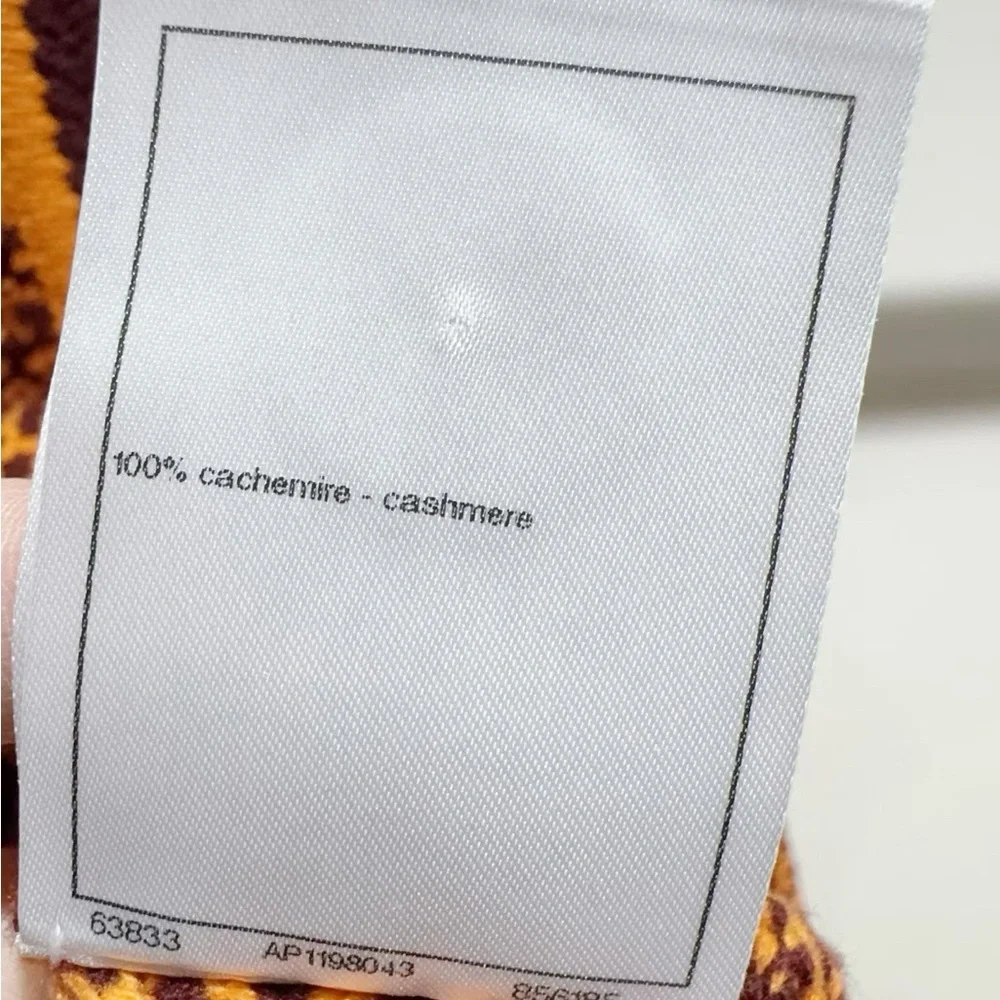 100% cachemire - cashmere
63833
AP1198043